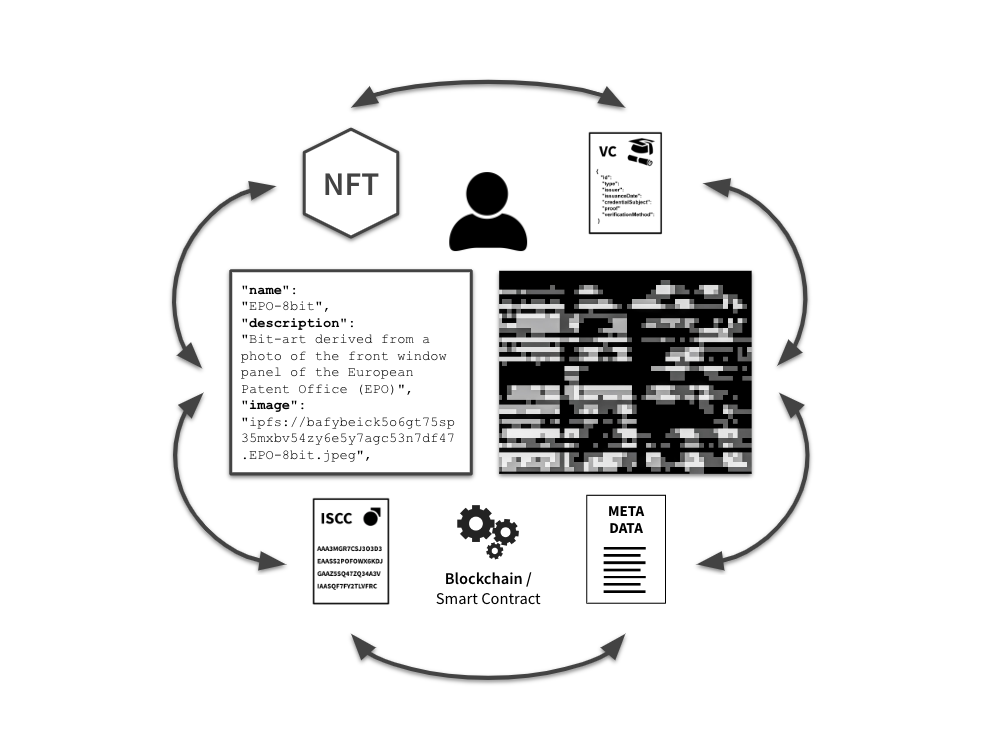 NFT
VC
{
"id":
"type":
"issuer":
"issuanceDate":
"credentialSubject":
"proof"
"verificationMethod":
}
"name":
"EPO-8bit",
"description":
"Bit-art derived from a
photo of the front window
panel of the European
Patent Office (EPO)",
"image":
"ipfs://bafybeick5o6gt75sp
35mxbv54zy6e5y7agc53n7df47
.EPO-8bit.jpeg",
ISCC
AAA3MGR7CSJ3O3D3
EAASS2POFOWX6KDJ
GAAZSSQ47ZQ34A3V
IAASQF7FY2TLVFRC
Blockchain /
Smart Contract
META
DATA